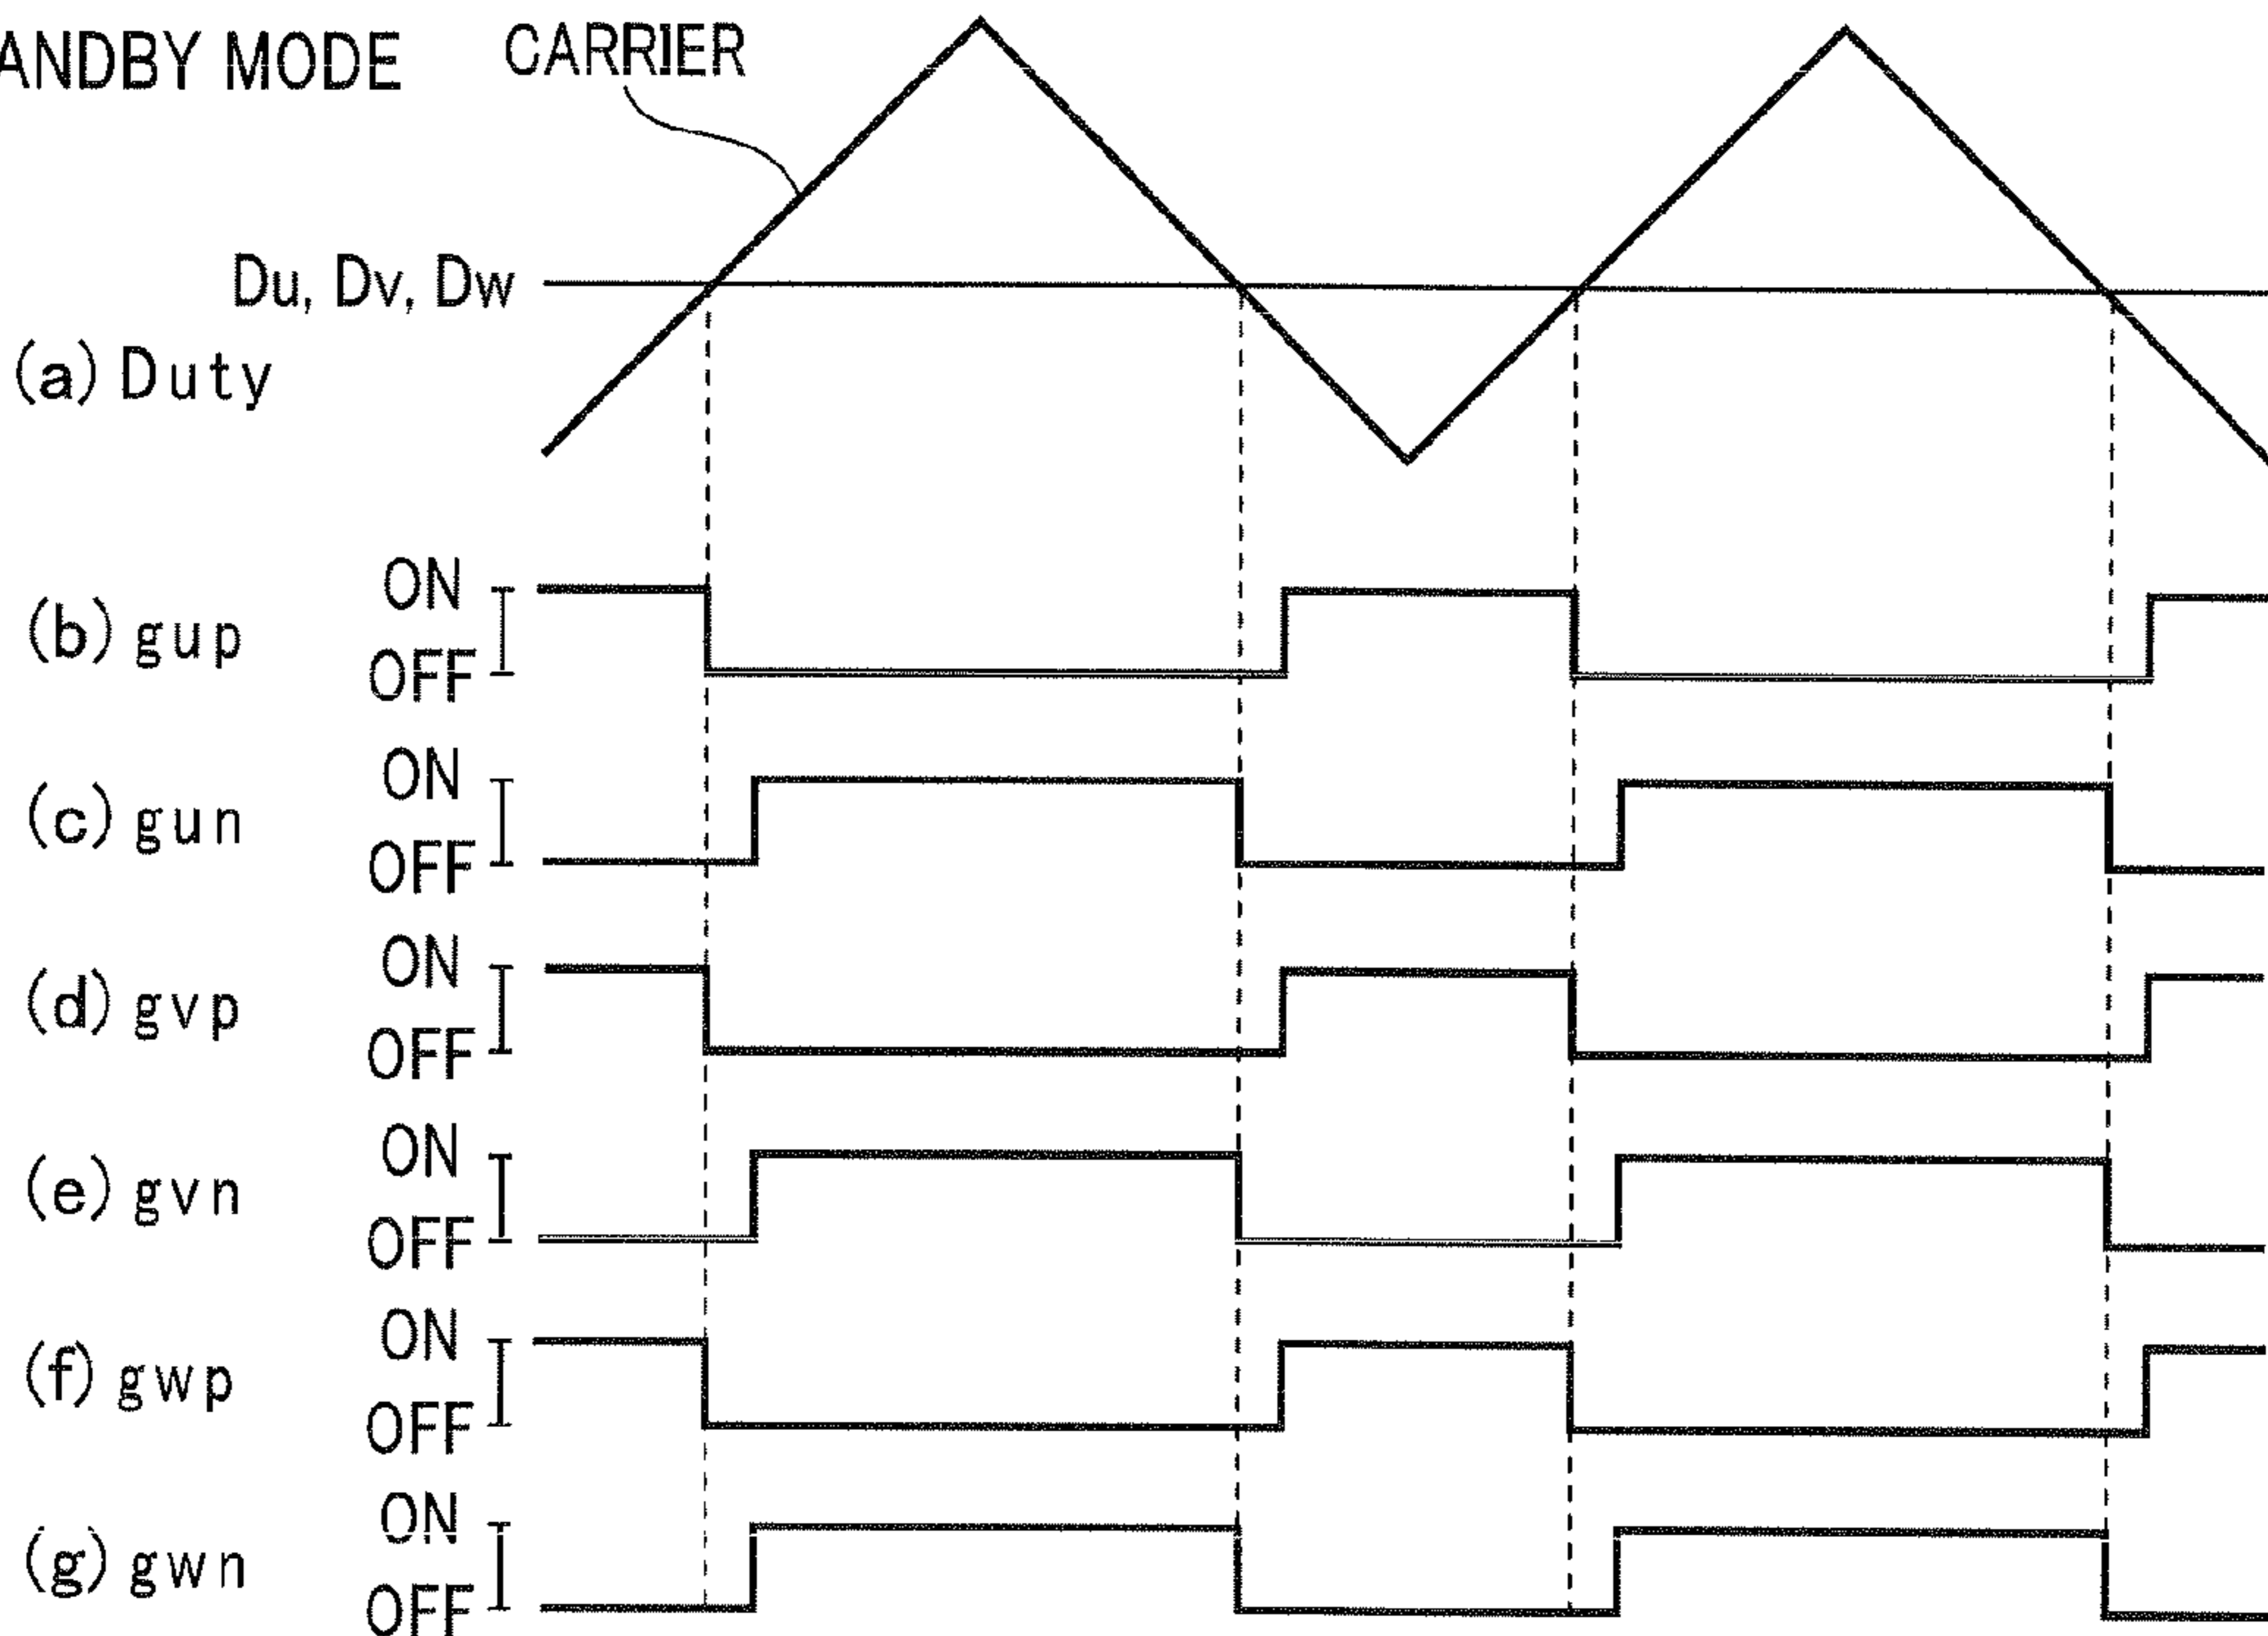 ANDBY MODE
CARRIER
Du, Dv, Dw
(a) Duty
(b) gup
ON
OFF
(c) gun
ON
OFF
(d) gvp
ON
OFF
(e) gvn
ON
OFF
(f) gwp
ON
OFF
(g) gwn
ON
OFF